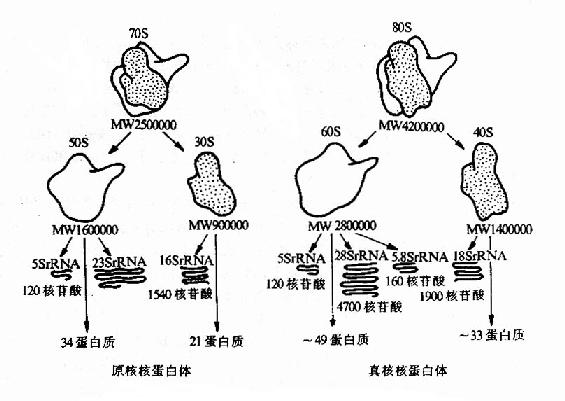 70S
80S
MW2500000
MW4200000
50S
30S
60S
40S
MW1600000
MW900000
MW 2800000
MW1400000
5SrRNA
23SrRNA
16SrRNA
5SrRNA
28SrRNA
5.8SrRNA
18SrRNA
120核苷酸
1540 核苷酸
120 核苷酸
160 核苷酸
4700 核苷酸
1900 核苷酸
34 蛋白质
21 蛋白质
~49 蛋白质
~33 蛋白质
原核核蛋白体
真核核蛋白体